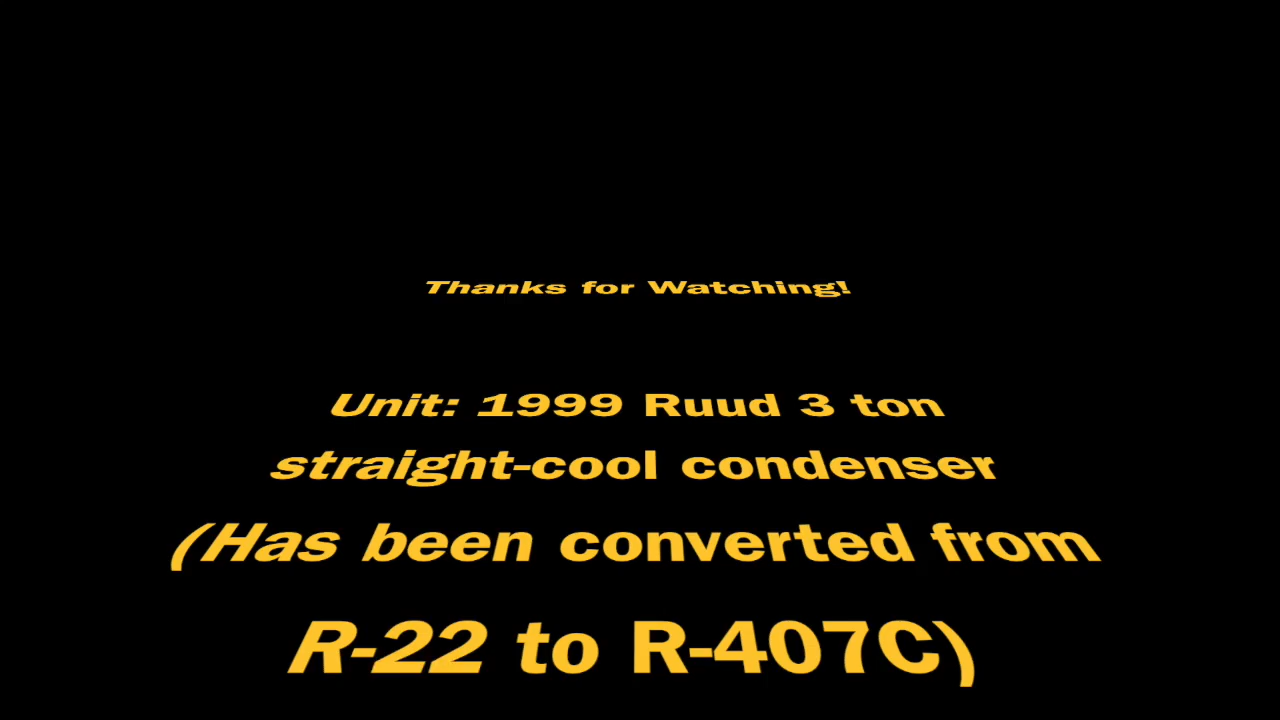 Thanks for Watching!
Unit: 1999 Ruud 3 ton
straight-cool condenser
(Has been converted from
R-22 to R-407C)